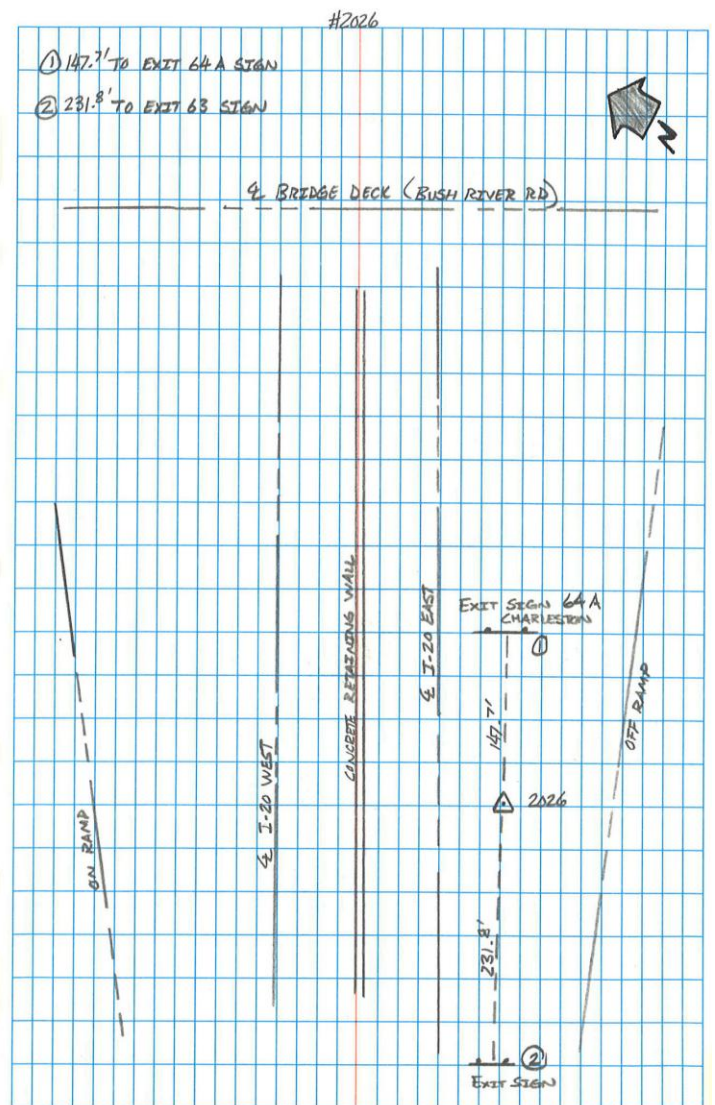 #2026
① 147.7' TO EXIT 64 A SIGN
② 231.8' TO EXIT 63 SIGN
N
℄ BRIDGE DECK (BUSH RIVER RD)
EXIT SIGN 64 A
CHARLESTON
①
147.7'
2026
231.8'
②
EXIT SIGN
ON RAMP
℄ I-20 WEST
CONCRETE RETAINING WALL
℄ I-20 EAST
OFF RAMP